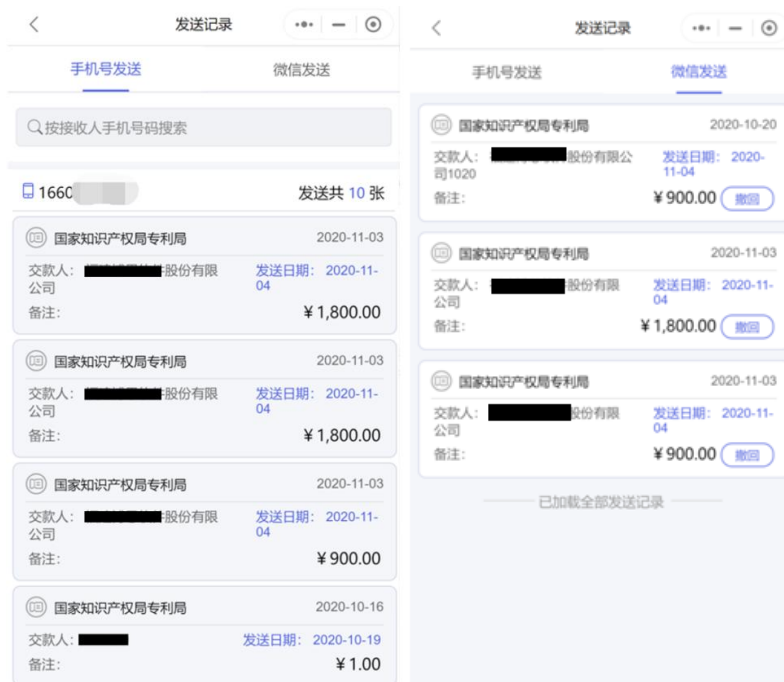 发送记录
手机号发送
微信发送
按接收人手机号码搜索
1660
发送共 10 张
国家知识产权局专利局
2020-11-03
交款人：
股份有限
公司
发送日期： 2020-11-
04
备注：
¥1,800.00
国家知识产权局专利局
2020-11-03
交款人：
股份有限
公司
发送日期： 2020-11-
04
备注：
¥1,800.00
国家知识产权局专利局
2020-11-03
交款人：
股份有限
公司
发送日期： 2020-11-
04
备注：
¥900.00
国家知识产权局专利局
2020-10-16
交款人：
发送日期： 2020-10-19
备注：
¥1.00
发送记录
手机号发送
微信发送
国家知识产权局专利局
2020-10-20
交款人：
股份有限公
司1020
发送日期： 2020-
11-04
备注：
¥900.00
撤回
国家知识产权局专利局
2020-11-03
交款人：
股份有限
公司
发送日期： 2020-11-
04
备注：
¥1,800.00
撤回
国家知识产权局专利局
2020-11-03
交款人：
股份有限
公司
发送日期： 2020-11-
04
备注：
¥900.00
撤回
已加载全部发送记录